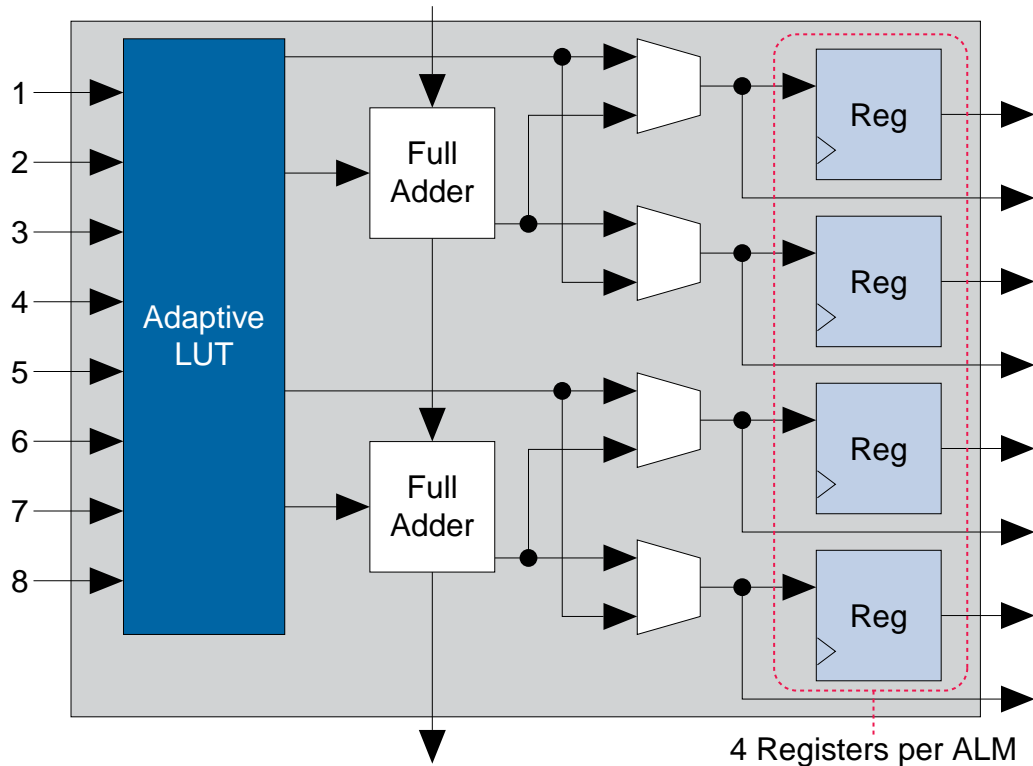 1
2
3
4
5
6
7
8
Adaptive
LUT
Full
Adder
Full
Adder
Reg
Reg
Reg
Reg
4 Registers per ALM